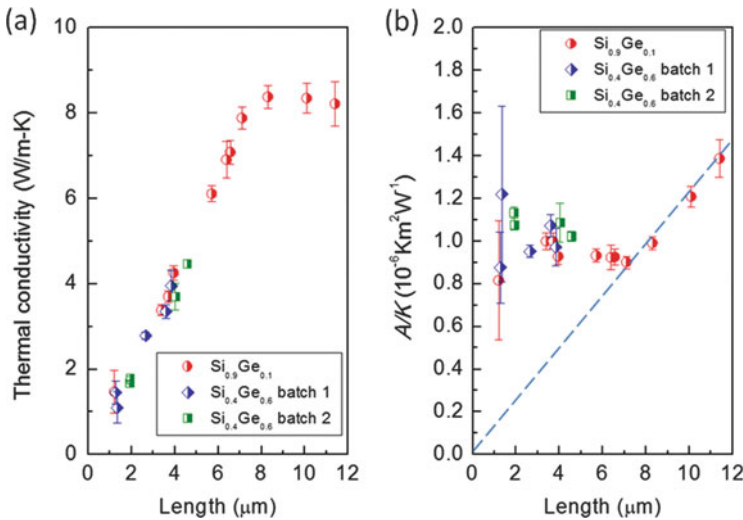 (a)
Thermal conductivity (W/m-K)
10
8
6
4
2
0
0 2 4 6 8 10 12
Length (μm)
Si₀.₉Ge₀.₁
Si₀.₄Ge₀.₆ batch 1
Si₀.₄Ge₀.₆ batch 2
(b)
A/K (10⁻⁶Km²W⁻¹)
2.0
1.8
1.6
1.4
1.2
1.0
0.8
0.6
0.4
0.2
0.0
0 2 4 6 8 10 12
Length (μm)
Si₀.₉Ge₀.₁
Si₀.₄Ge₀.₆ batch 1
Si₀.₄Ge₀.₆ batch 2